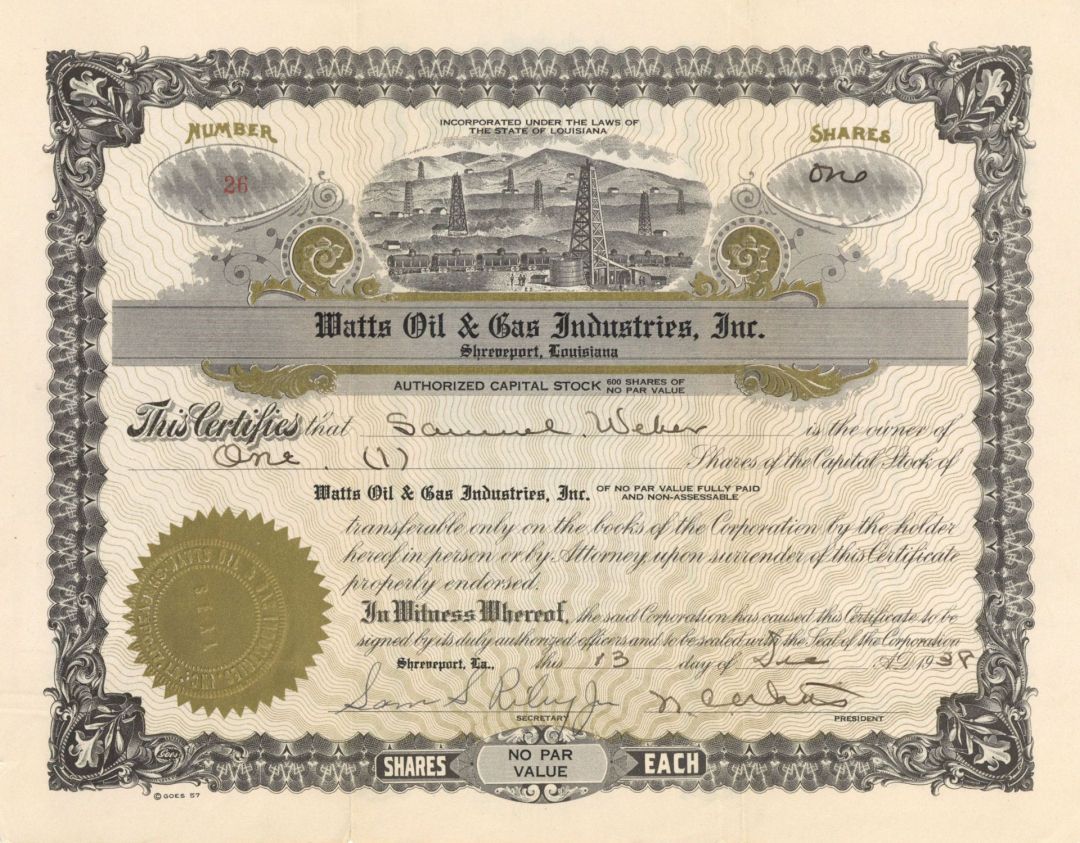 INCORPORATED UNDER THE LAWS OF
THE STATE OF LOUISIANA
NUMBER
SHARES
26
One
Watts Oil & Gas Industries, Inc.
Shreveport, Louisiana
AUTHORIZED CAPITAL STOCK 600 SHARES OF NO PAR VALUE
This Certifies that Samuel Weber is the owner of
One (1) Shares of the Capital Stock of
Watts Oil & Gas Industries, Inc. OF NO PAR VALUE FULLY PAID AND NON-ASSESSABLE
transferable only on the books of the Corporation by the holder
hereof in person or by Attorney, upon surrender of this Certificate
properly endorsed.
In Witness Whereof, the said Corporation has caused this Certificate to be
signed by its duly authorized officers and to be sealed with the Seal of the Corporation
Shreveport, La., this 13 day of Dec A.D. 1938
Sam S. Riley Jr
SECRETARY
PRESIDENT
SEAL
SHARES
NO PAR
VALUE
EACH
Goes
© GOES 57